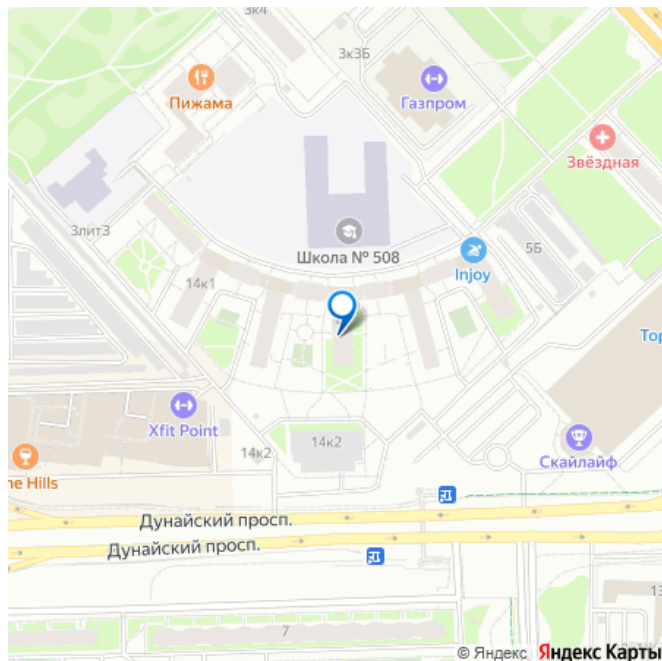 3к4
3к3Б
Пижама
Газпром
Звёздная
3литЗ
Школа № 508
5Б
14к1
Injoy
Тор
Xfit Point
14к2
14к2
Скайлайф
ne Hills
Дунайский просп.
Дунайский просп.
7
13
© Яндекс Яндекс Карты